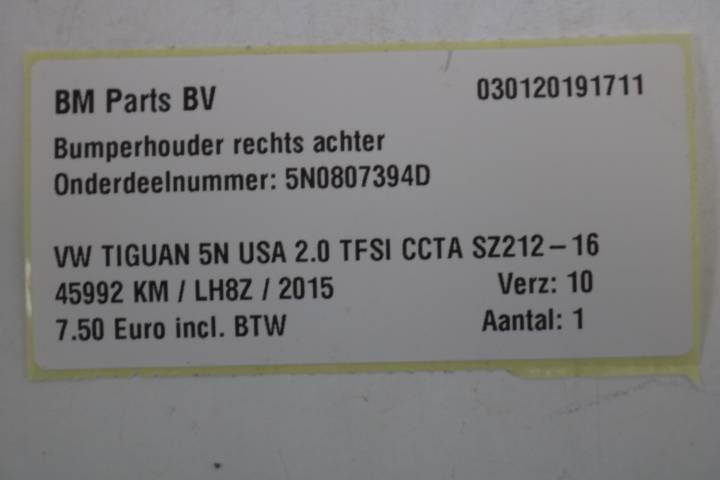 BM Parts BV 030120191711
Bumperhouder rechts achter
Onderdeelnummer: 5N0807394D
VW TIGUAN 5N USA 2.0 TFSI CCTA SZ212-16
45992 KM / LH8Z / 2015 Verz: 10
7.50 Euro incl. BTW Aantal: 1